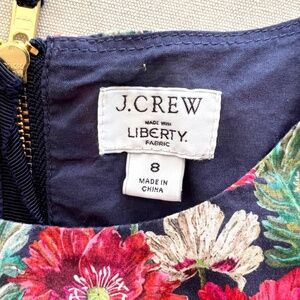 J.CREW
MADE WITH
LIBERTY.
FABRIC
8
MADE IN
CHINA